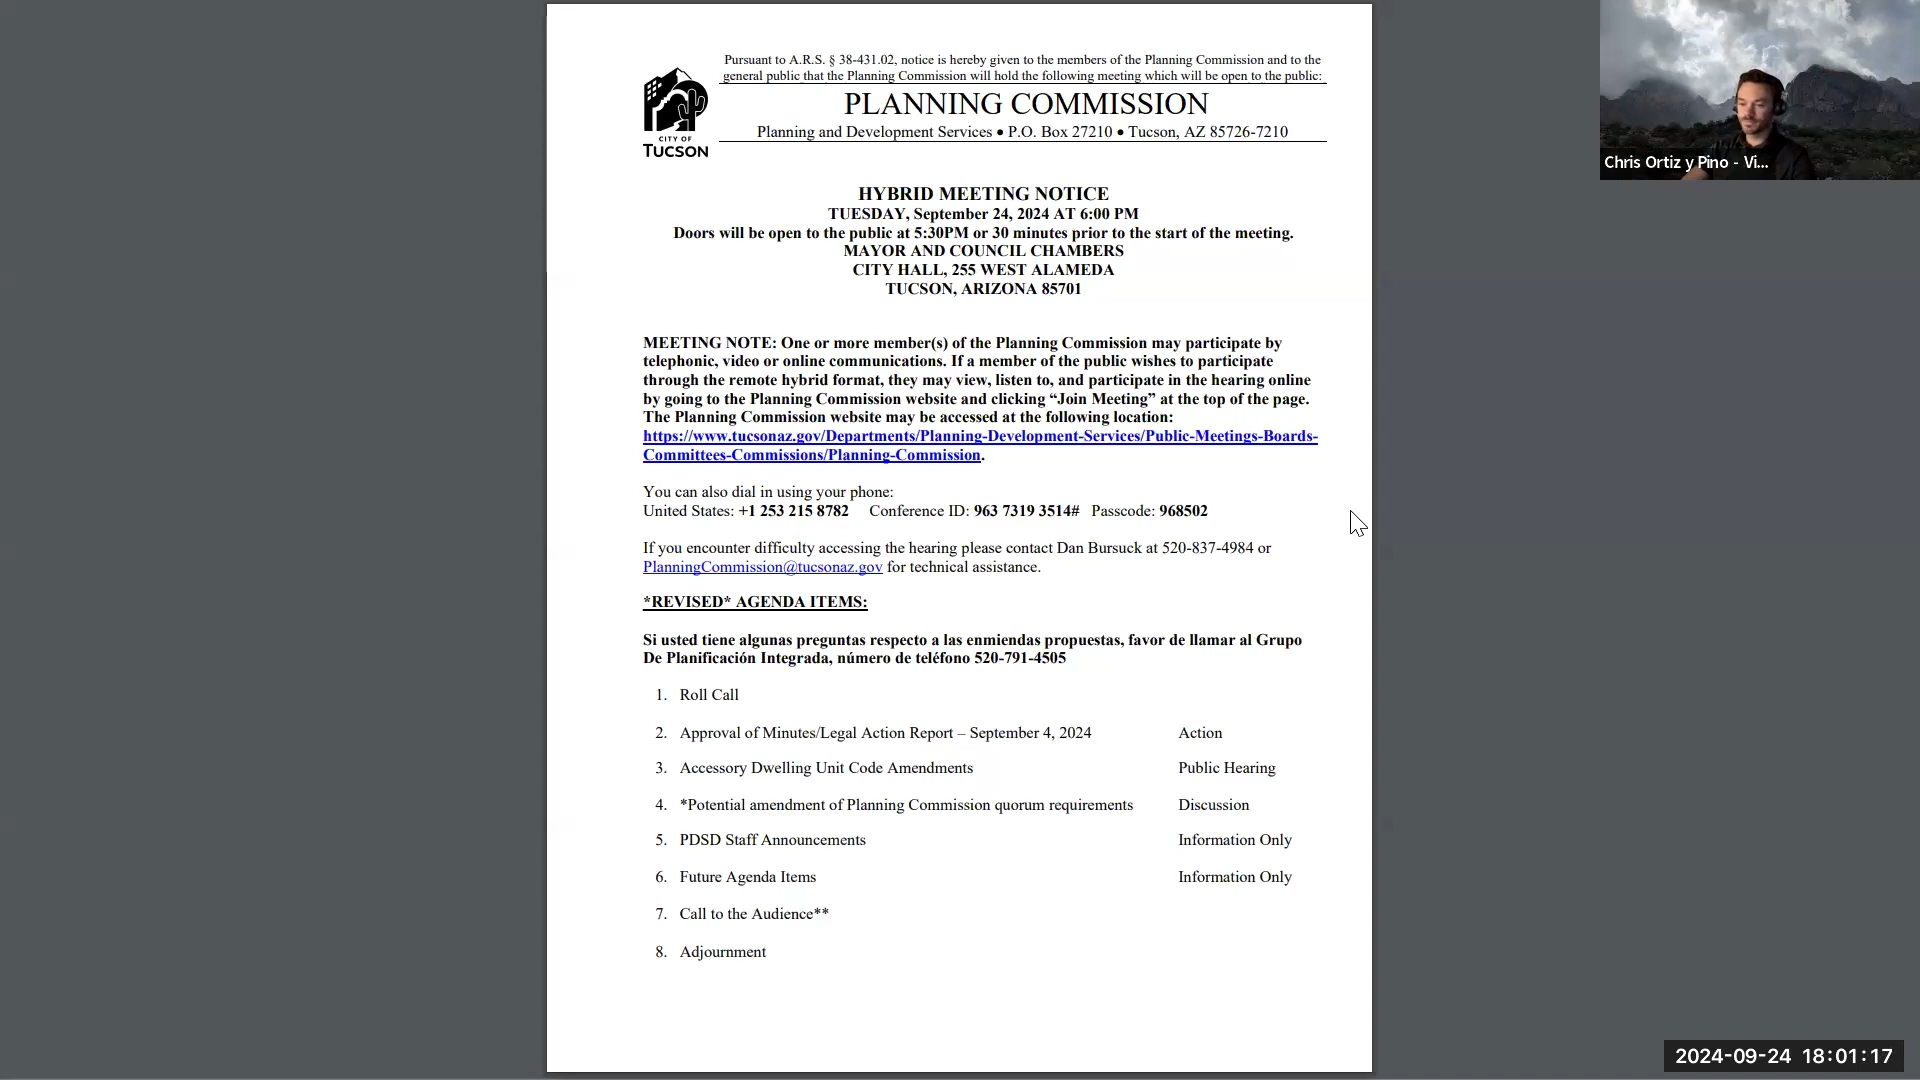 Pursuant to A.R.S. § 38-431.02, notice is hereby given to the members of the Planning Commission and to the
general public that the Planning Commission will hold the following meeting which will be open to the public:
PLANNING COMMISSION
Planning and Development Services • P.O. Box 27210 • Tucson, AZ 85726-7210
CITY OF
TUCSON
HYBRID MEETING NOTICE
TUESDAY, September 24, 2024 AT 6:00 PM
Doors will be open to the public at 5:30PM or 30 minutes prior to the start of the meeting.
MAYOR AND COUNCIL CHAMBERS
CITY HALL, 255 WEST ALAMEDA
TUCSON, ARIZONA 85701
MEETING NOTE: One or more member(s) of the Planning Commission may participate by
telephonic, video or online communications. If a member of the public wishes to participate
through the remote hybrid format, they may view, listen to, and participate in the hearing online
by going to the Planning Commission website and clicking “Join Meeting” at the top of the page.
The Planning Commission website may be accessed at the following location:
https://www.tucsonaz.gov/Departments/Planning-Development-Services/Public-Meetings-Boards-
Committees-Commissions/Planning-Commission.
You can also dial in using your phone:
United States: +1 253 215 8782 Conference ID: 963 7319 3514# Passcode: 968502
If you encounter difficulty accessing the hearing please contact Dan Bursuck at 520-837-4984 or
PlanningCommission@tucsonaz.gov for technical assistance.
*REVISED* AGENDA ITEMS:
Si usted tiene algunas preguntas respecto a las enmiendas propuestas, favor de llamar al Grupo
De Planificación Integrada, número de teléfono 520-791-4505
1. Roll Call
2. Approval of Minutes/Legal Action Report – September 4, 2024 Action
3. Accessory Dwelling Unit Code Amendments Public Hearing
4. *Potential amendment of Planning Commission quorum requirements Discussion
5. PDSD Staff Announcements Information Only
6. Future Agenda Items Information Only
7. Call to the Audience**
8. Adjournment
Chris Ortiz y Pino - Vi...
2024-09-24 18:01:17